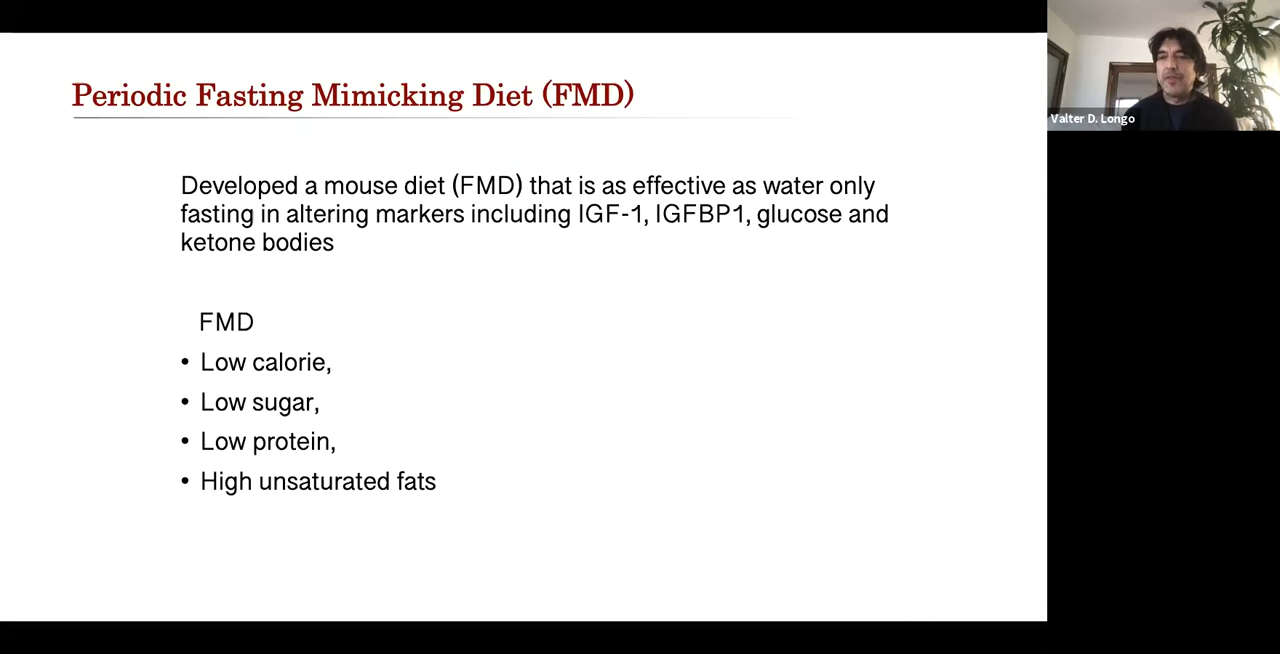 Periodic Fasting Mimicking Diet (FMD)
Valter D. Longo
Developed a mouse diet (FMD) that is as effective as water only
fasting in altering markers including IGF-1, IGFBP1, glucose and
ketone bodies
FMD
• Low calorie,
• Low sugar,
• Low protein,
• High unsaturated fats